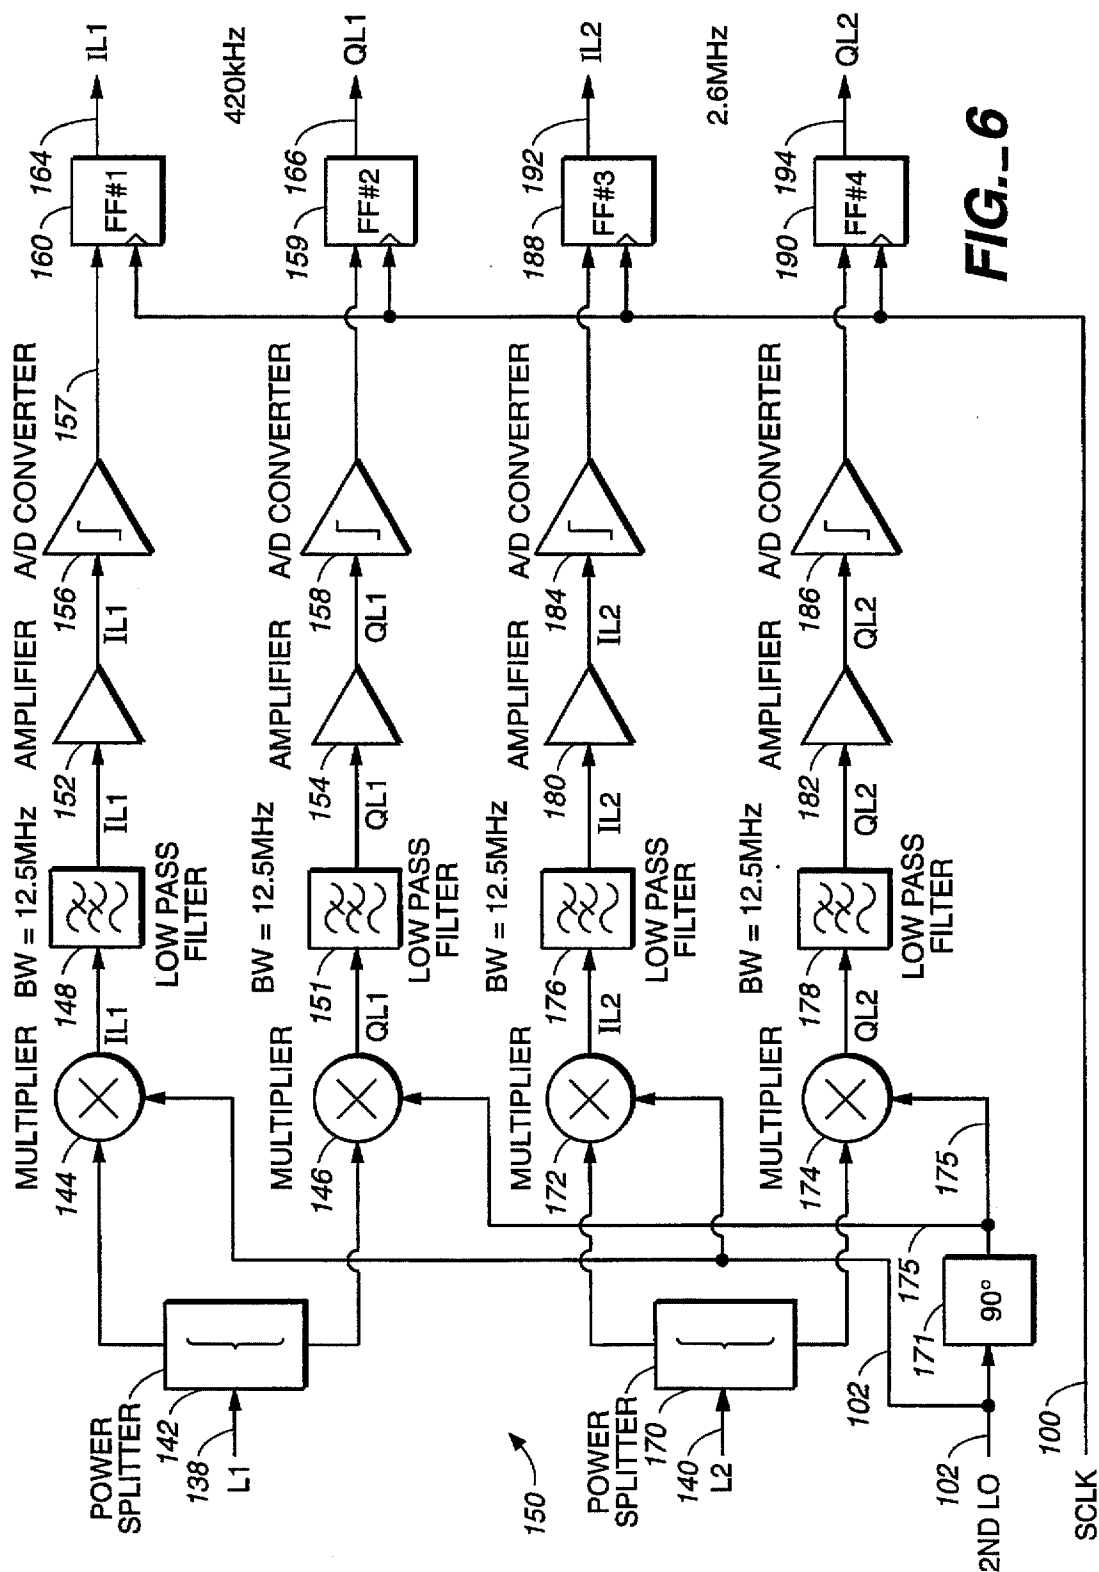 POWER
SPLITTER
142
138
L1
MULTIPLIER
144
IL1
BW = 12.5MHz
148
LOW PASS
FILTER
IL1
AMPLIFIER
152
IL1
A/D CONVERTER
156
157
160
FF#1
164
IL1
420kHz
MULTIPLIER
146
QL1
BW = 12.5MHz
151
LOW PASS
FILTER
QL1
AMPLIFIER
154
QL1
A/D CONVERTER
158
159
FF#2
166
QL1
150
POWER
SPLITTER
170
140
L2
MULTIPLIER
172
IL2
BW = 12.5MHz
176
LOW PASS
FILTER
IL2
AMPLIFIER
180
IL2
A/D CONVERTER
184
188
FF#3
192
IL2
2.6MHz
MULTIPLIER
174
QL2
BW = 12.5MHz
178
LOW PASS
FILTER
QL2
AMPLIFIER
182
QL2
A/D CONVERTER
186
190
FF#4
194
QL2
102
171
90°
175
175
102
2ND LO
100
SCLK
FIG._6